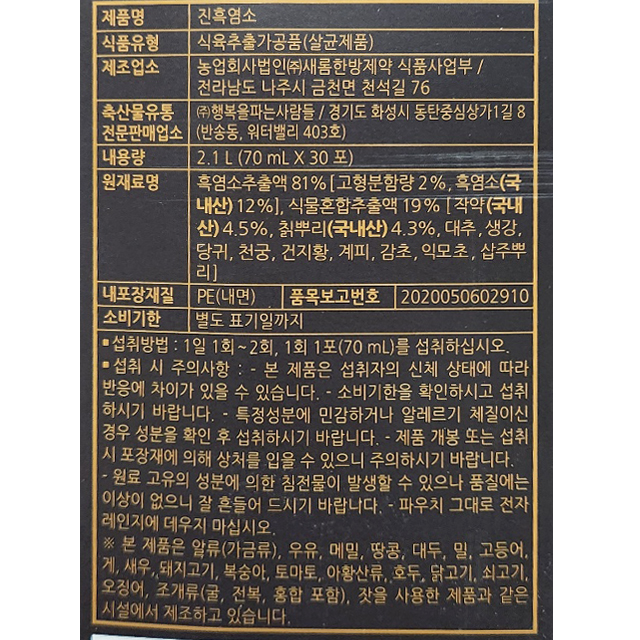 제품명 진흑염소
식품유형 식육추출가공품(살균제품)
제조업소 농업회사법인㈜새롬한방제약 식품사업부 /
전라남도 나주시 금천면 천석길 76
축산물유통 ㈜행복을파는사람들 / 경기도 화성시 동탄중심상가1길 8
전문판매업소 (반송동, 워터밸리 403호)
내용량 2.1 L (70 mL X 30 포)
원재료명 흑염소추출액 81% [고형분함량 2%, 흑염소(국
내산) 12%], 식물혼합추출액 19% [작약(국내
산) 4.5%, 칡뿌리(국내산) 4.3%, 대추, 생강,
당귀, 천궁, 건지황, 계피, 감초, 익모초, 삽주뿌
리]
내포장재질 PE(내면) 품목보고번호 2020050602910
소비기한 별도 표기일까지
▪섭취방법 : 1일 1회~2회, 1회 1포(70 mL)를 섭취하십시오.
▪섭취 시 주의사항 : - 본 제품은 섭취자의 신체 상태에 따라
반응에 차이가 있을 수 있습니다. - 소비기한을 확인하시고 섭취
하시기 바랍니다. - 특정성분에 민감하거나 알레르기 체질이신
경우 성분을 확인 후 섭취하시기 바랍니다. - 제품 개봉 또는 섭취
시 포장재에 의해 상처를 입을 수 있으니 주의하시기 바랍니다.
- 원료 고유의 성분에 의한 침전물이 발생할 수 있으나 품질에는
이상이 없으니 잘 흔들어 드시기 바랍니다. - 파우치 그대로 전자
레인지에 데우지 마십시오.
※ 본 제품은 알류(가금류), 우유, 메밀, 땅콩, 대두, 밀, 고등어,
게, 새우, 돼지고기, 복숭아, 토마토, 아황산류, 호두, 닭고기, 쇠고기,
오징어, 조개류(굴, 전복, 홍합 포함), 잣을 사용한 제품과 같은
시설에서 제조하고 있습니다.